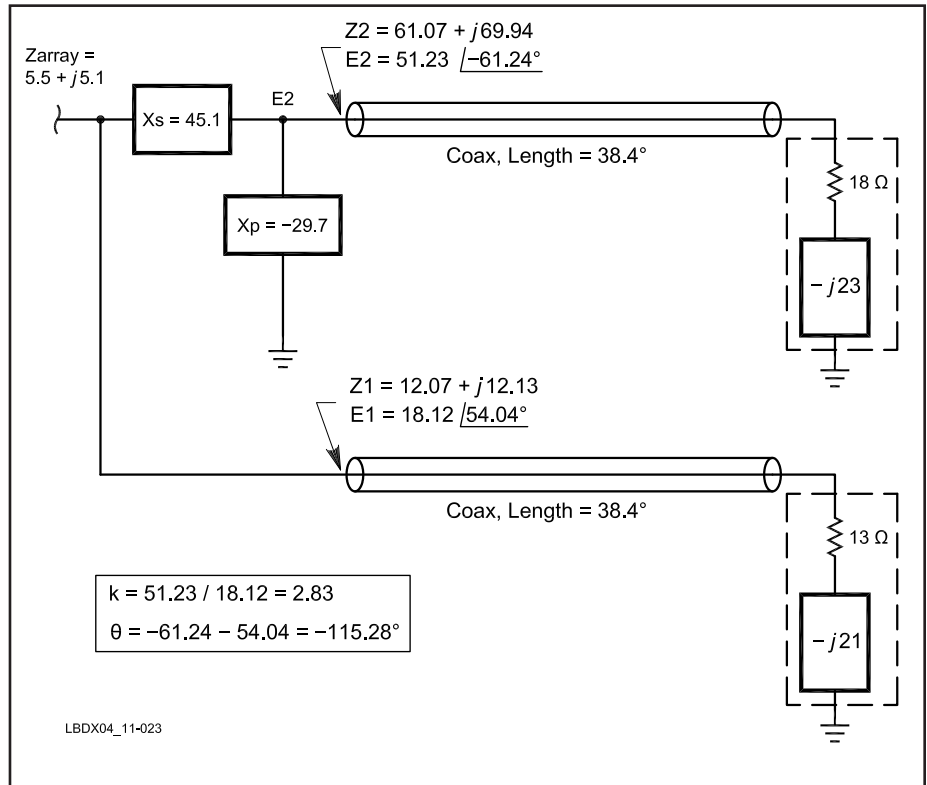 Zarray =
5.5 + j5.1
Z2 = 61.07 + j69.94
E2 = 51.23 /−61.24°
Xs = 45.1
E2
Coax, Length = 38.4°
18 Ω
Xp = −29.7
− j23
Z1 = 12.07 + j12.13
E1 = 18.12 /54.04°
Coax, Length = 38.4°
13 Ω
k = 51.23 / 18.12 = 2.83
θ = −61.24 − 54.04 = −115.28°
− j21
LBDX04_11-023